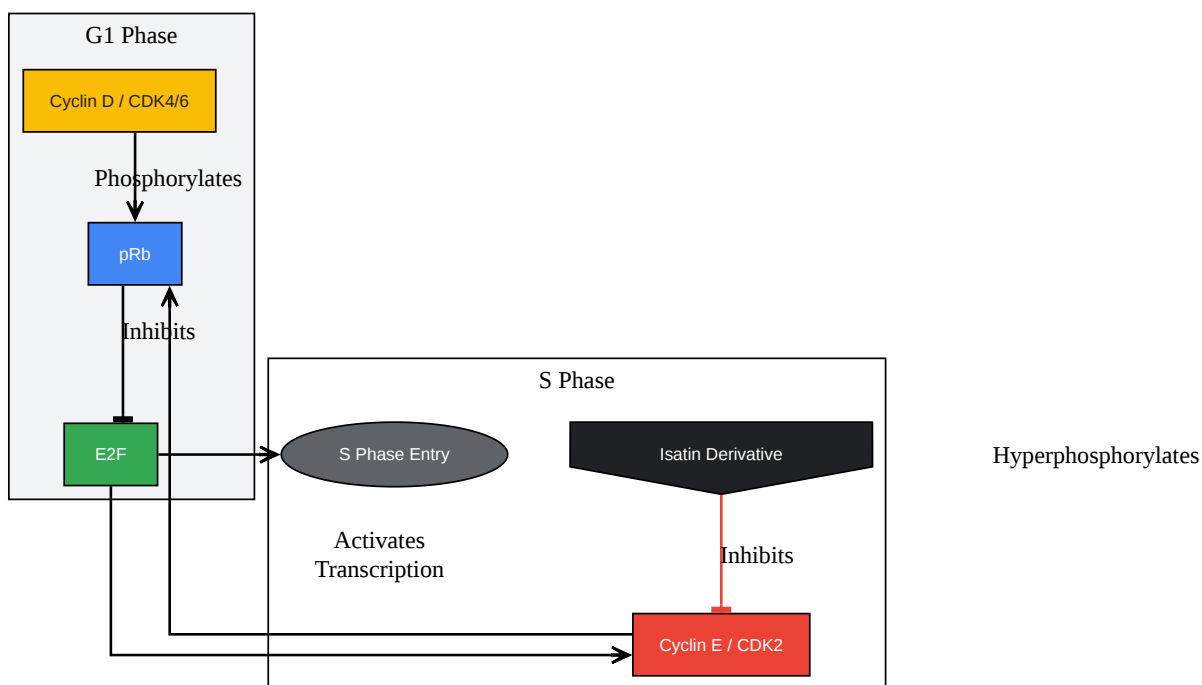 G1 Phase
Cyclin D / CDK4/6
Phosphorylates
pRb
Inhibits
S Phase
E2F
S Phase Entry
Isatin Derivative
Hyperphosphorylates
Activates
Transcription
Inhibits
Cyclin E / CDK2